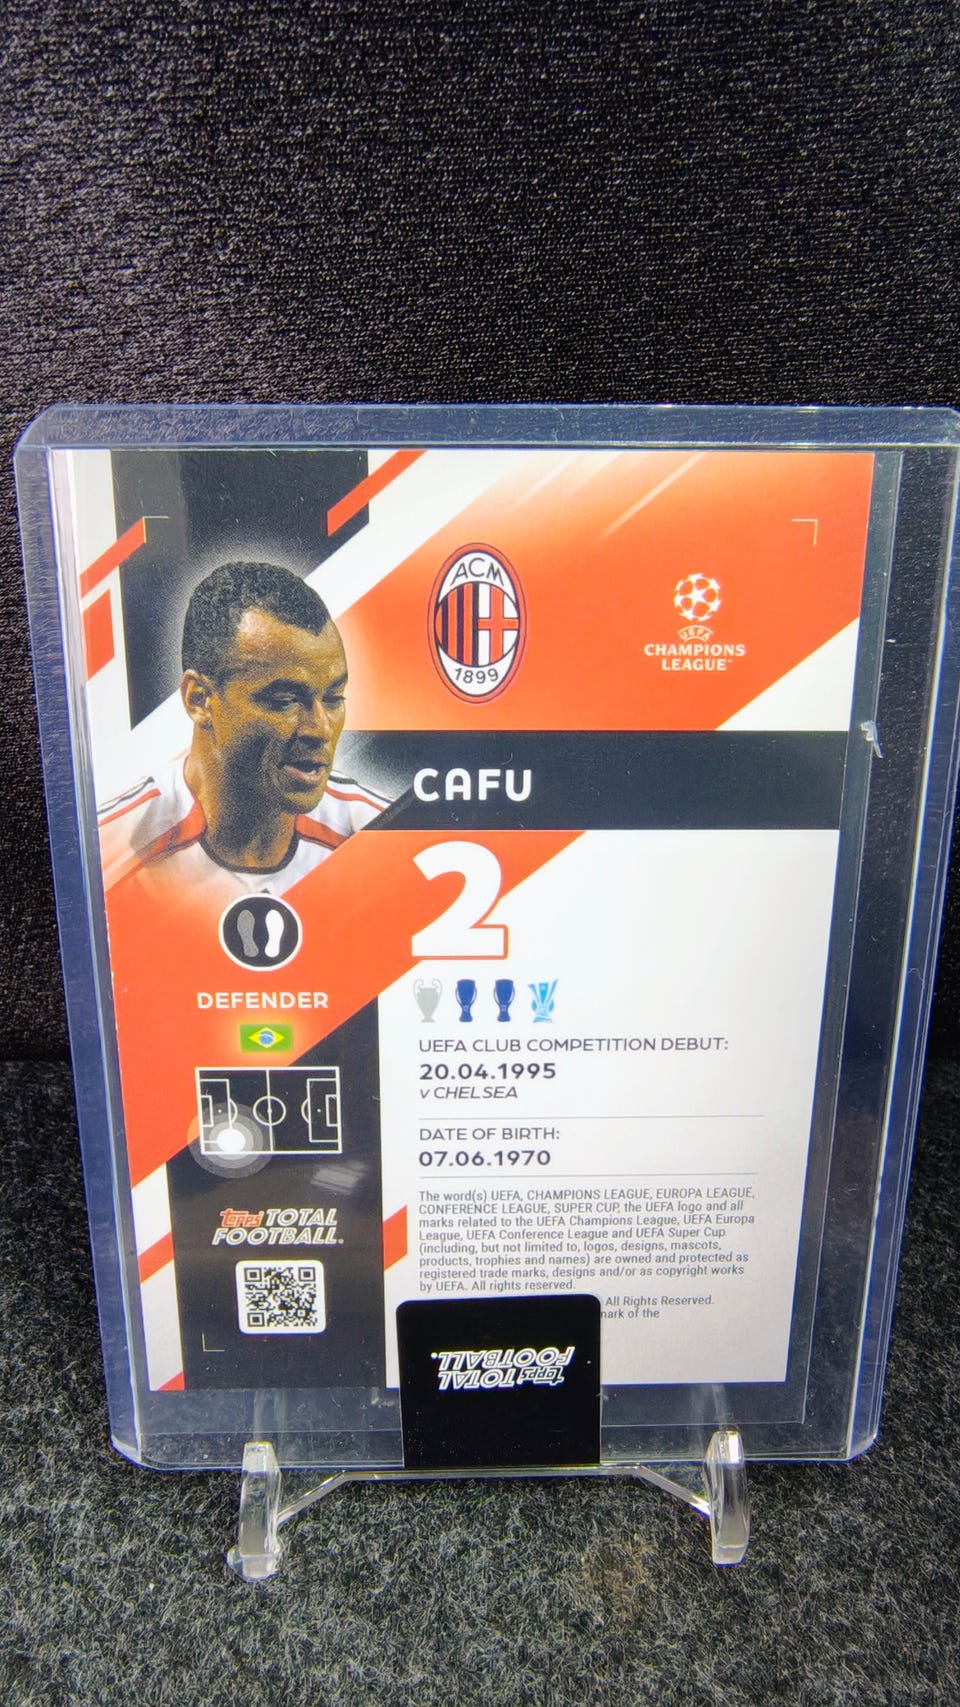 ACM
1899
UEFA
CHAMPIONS
LEAGUE™
CAFU
2
DEFENDER
UEFA CLUB COMPETITION DEBUT:
20.04.1995
v CHELSEA
DATE OF BIRTH:
07.06.1970
The word(s) UEFA, CHAMPIONS LEAGUE, EUROPA LEAGUE,
CONFERENCE LEAGUE, SUPER CUP, the UEFA logo and all
marks related to the UEFA Champions League, UEFA Europa
League, UEFA Conference League and UEFA Super Cup
(including, but not limited to, logos, designs, mascots,
products, trophies and names) are owned and protected as
registered trade marks, designs and/or as copyright works
by UEFA. All rights reserved.
All Rights Reserved.
of the
topps TOTAL
FOOTBALL.
topps TOTAL
FOOTBALL.